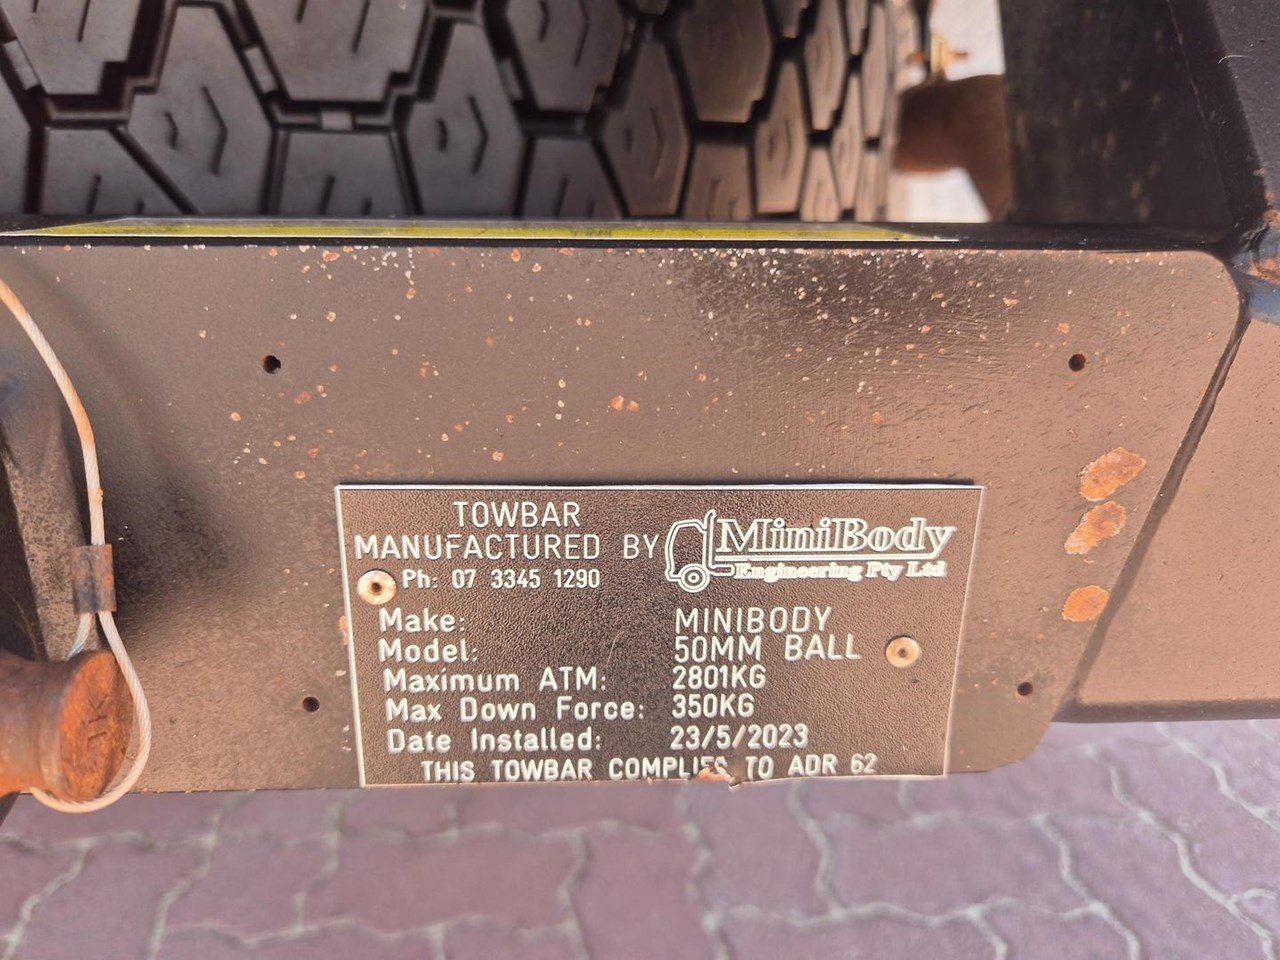 TOWBAR
MANUFACTURED BY MiniBody
Engineering Pty Ltd
Ph: 07 3345 1290
Make: MINIBODY
Model: 50MM BALL
Maximum ATM: 2801KG
Max Down Force: 350KG
Date Installed: 23/5/2023
THIS TOWBAR COMPLIES TO ADR 62